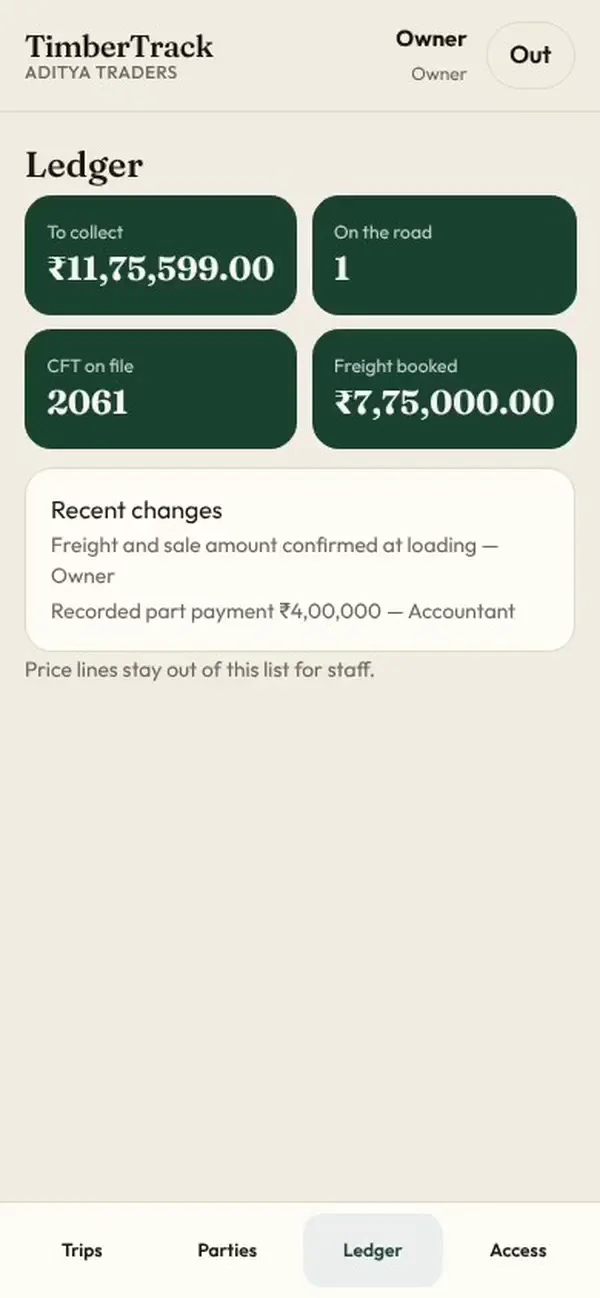 TimberTrack
ADITYA TRADERS
Owner
Owner
Out
Ledger
To collect
₹11,75,599.00
On the road
1
CFT on file
2061
Freight booked
₹7,75,000.00
Recent changes
Freight and sale amount confirmed at loading —
Owner
Recorded part payment ₹4,00,000 — Accountant
Price lines stay out of this list for staff.
Trips
Parties
Ledger
Access